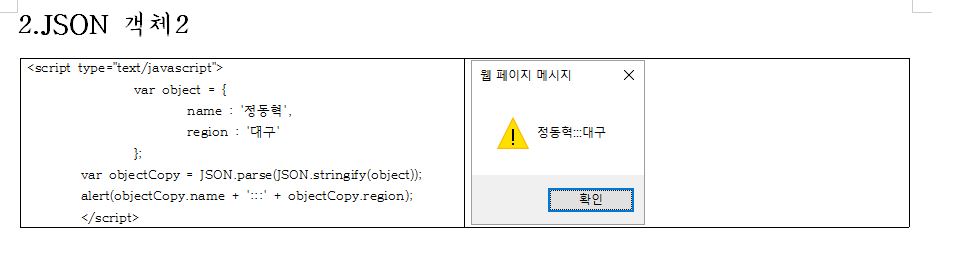 2.JSON 객체2
<script type="text/javascript">
var object = {
name : '정동혁',
region : '대구'
};
var objectCopy = JSON.parse(JSON.stringify(object));
alert(objectCopy.name + ':::' + objectCopy.region);
</script>
웹 페이지 메시지
정동혁:::대구
확인